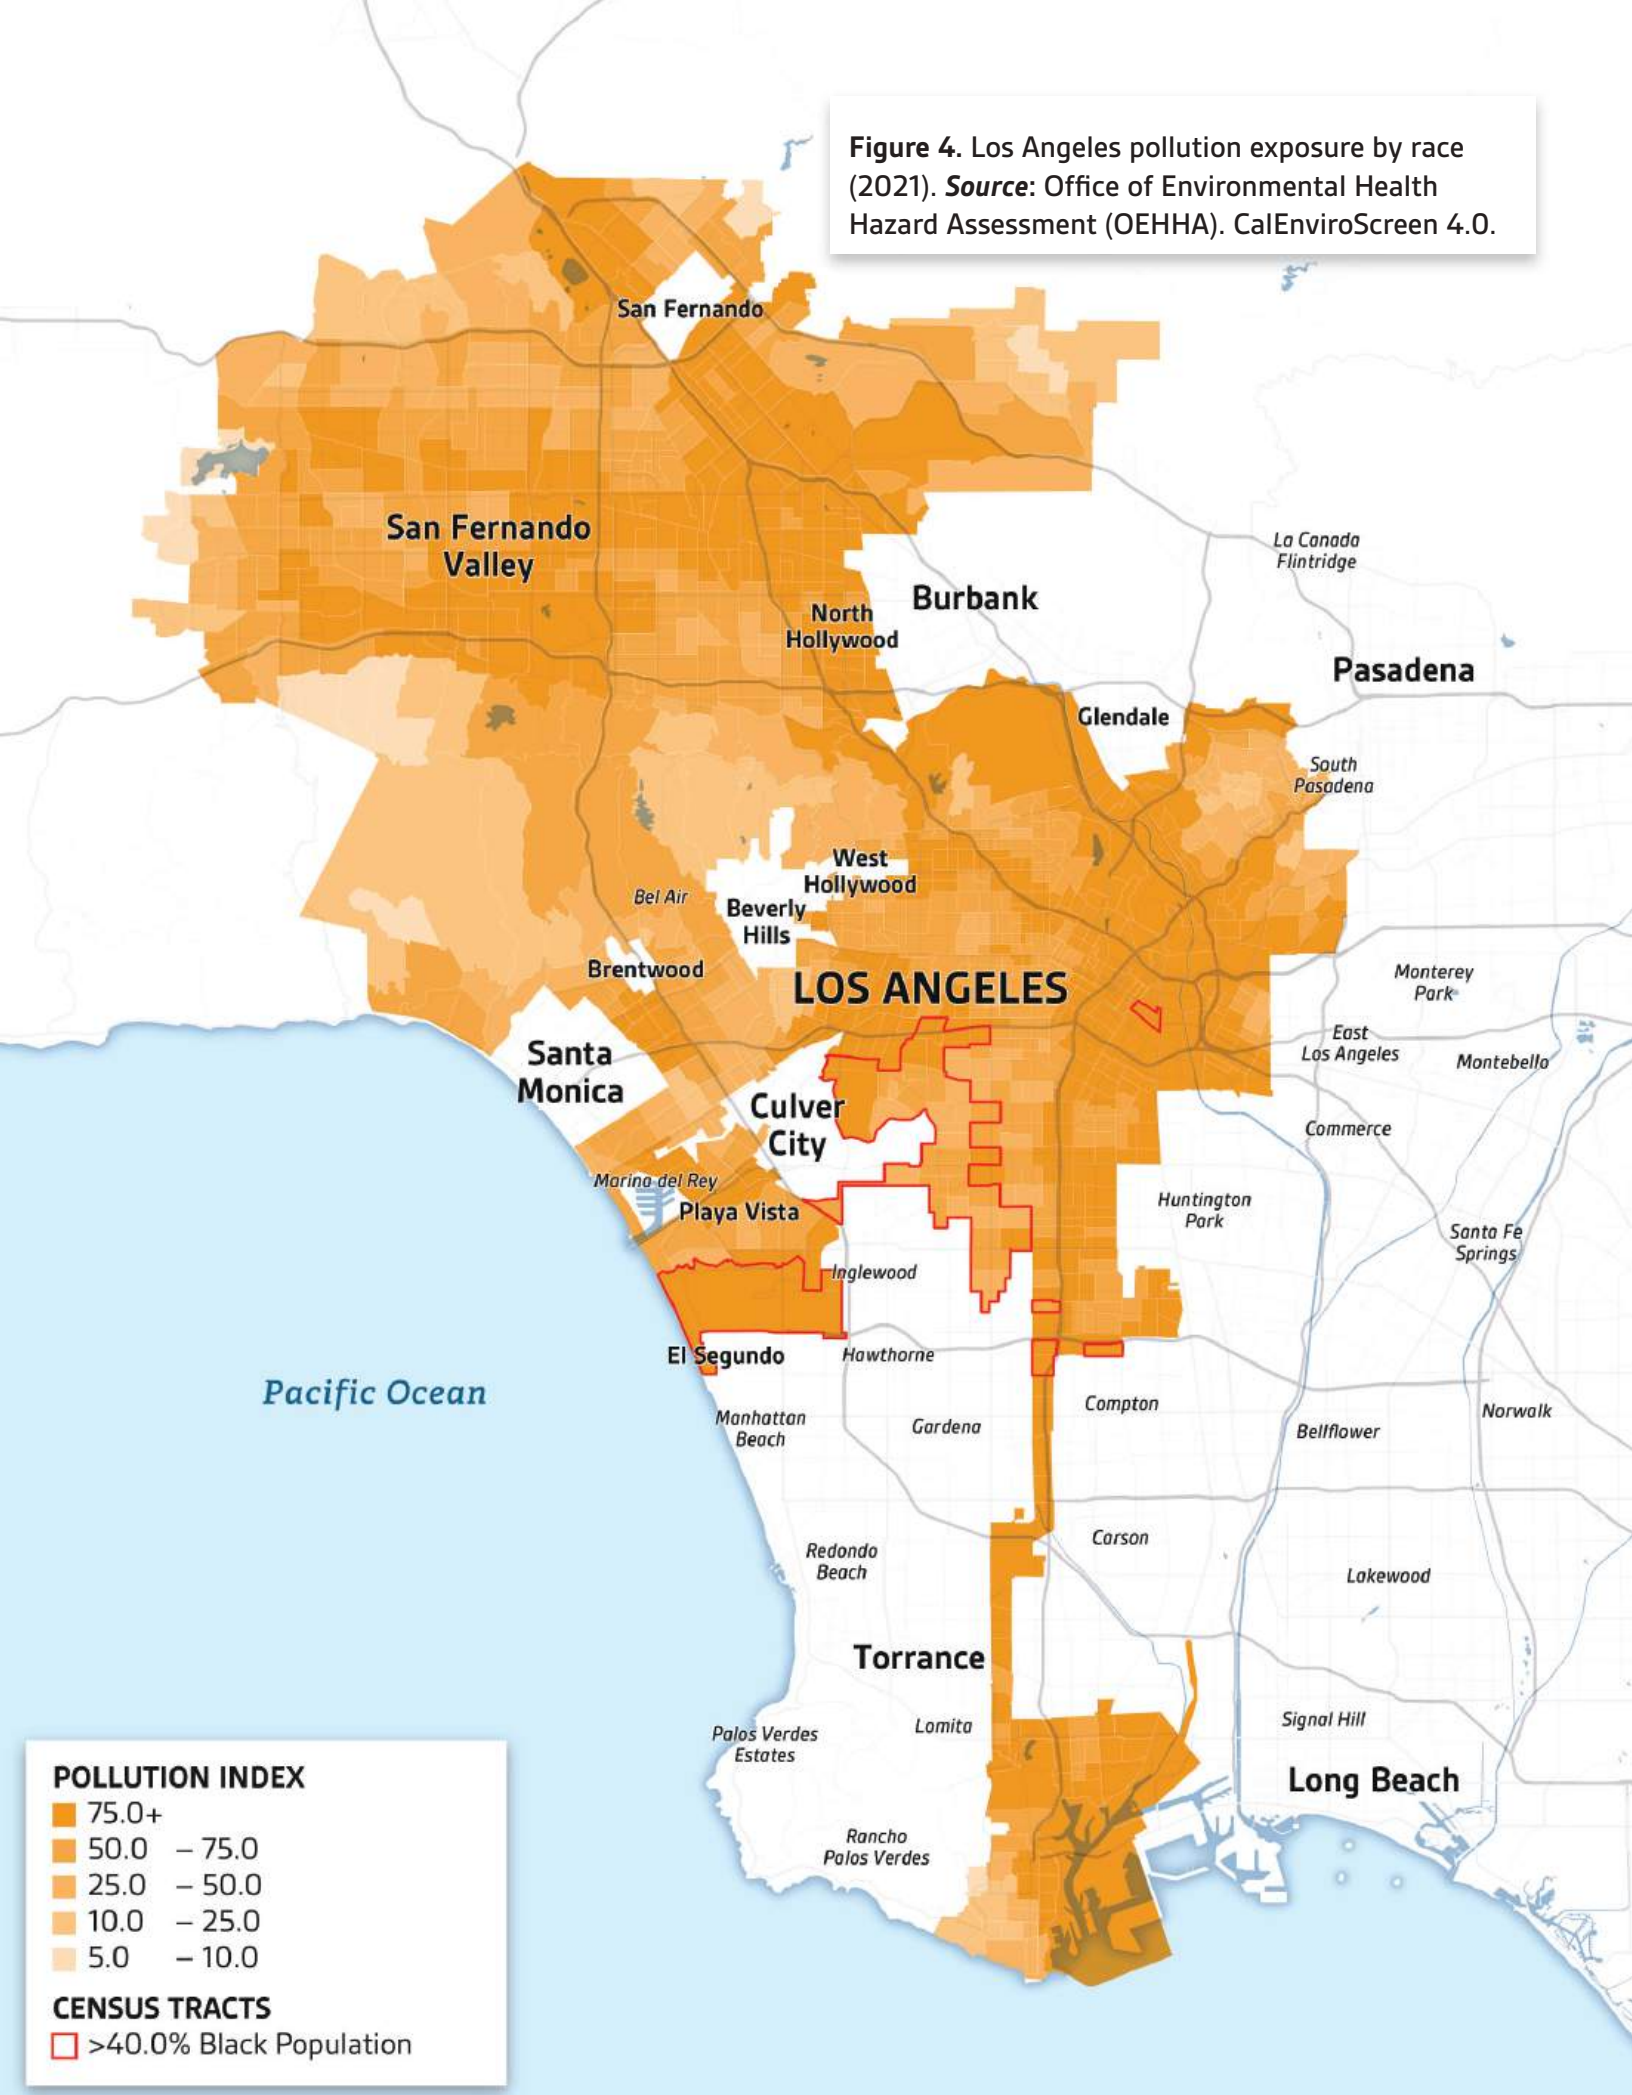 Figure 4. Los Angeles pollution exposure by race
(2021). Source: Office of Environmental Health
Hazard Assessment (OEHHA). CalEnviroScreen 4.0.
San Fernando
San Fernando
Valley
La Canada
Flintridge
Burbank
North
Hollywood
Pasadena
Glendale
South
Pasadena
West
Hollywood
Bel Air
Beverly
Hills
Brentwood
LOS ANGELES
Monterey
Park
East
Los Angeles
Montebello
Santa
Monica
Culver
City
Commerce
Marina del Rey
Playa Vista
Huntington
Park
Santa Fe
Springs
Inglewood
El Segundo
Hawthorne
Pacific Ocean
Manhattan
Beach
Gardena
Compton
Bellflower
Norwalk
Redondo
Beach
Carson
Lakewood
Torrance
Palos Verdes
Estates
Lomita
Signal Hill
Long Beach
Rancho
Palos Verdes
POLLUTION INDEX
75.0+
50.0 – 75.0
25.0 – 50.0
10.0 – 25.0
5.0 – 10.0
CENSUS TRACTS
>40.0% Black Population